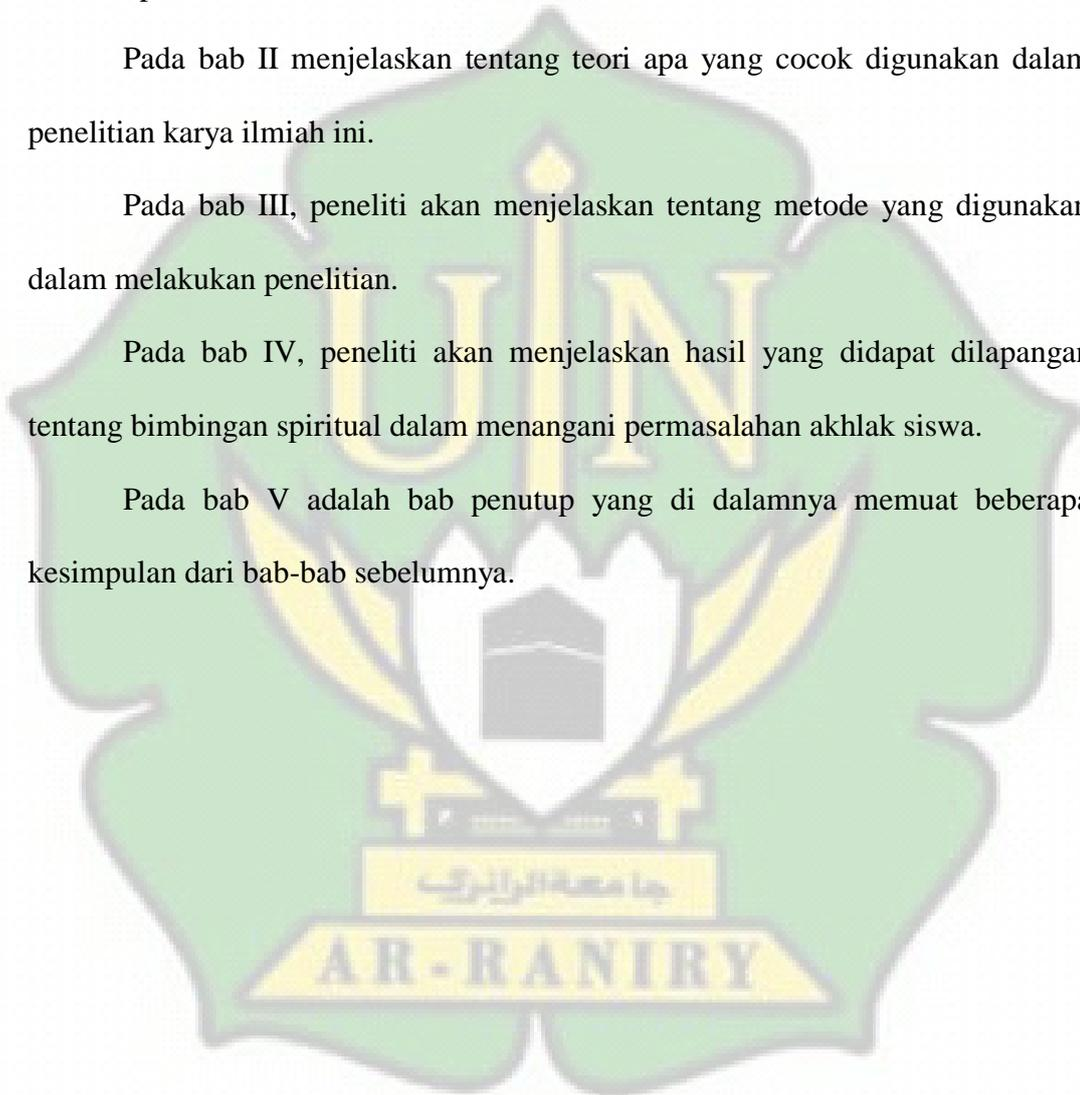 Pada bab II menjelaskan tentang teori apa yang cocok digunakan dalam
penelitian karya ilmiah ini.
Pada bab III, peneliti akan menjelaskan tentang metode yang digunakan
dalam melakukan penelitian.
Pada bab IV, peneliti akan menjelaskan hasil yang didapat dilapangan
tentang bimbingan spiritual dalam menangani permasalahan akhlak siswa.
Pada bab V adalah bab penutup yang di dalamnya memuat beberapa
kesimpulan dari bab-bab sebelumnya.
UIN
جامعة الرانري
AR-RANIRY